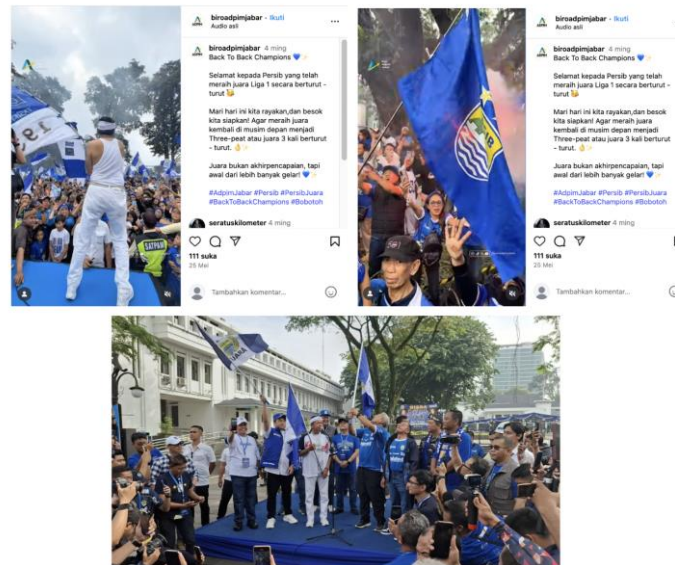 biroadpimjabar · Ikuti
Audio asli
biroadpimjabar 4 ming
Back To Back Champions 💙✨
Selamat kepada Persib yang telah
meraih juara Liga 1 secara berturut -
turut 🥳
Mari hari ini kita rayakan,dan besok
kita siapkan! Agar meraih juara
kembali di musim depan menjadi
Three-peat atau juara 3 kali berturut
- turut. 👌✨
Juara bukan akhirpencapaian, tapi
awal dari lebih banyak gelar! 💙✨
#AdpimJabar #Persib #PersibJuara
#BackToBackChampions #Bobotoh
seratuskilometer 4 ming
111 suka
25 Mei
Tambahkan komentar...
SATPAM
biroadpimjabar · Ikuti
Audio asli
biroadpimjabar 4 ming
Back To Back Champions 💙✨
Selamat kepada Persib yang telah
meraih juara Liga 1 secara berturut -
turut 🥳
Mari hari ini kita rayakan,dan besok
kita siapkan! Agar meraih juara
kembali di musim depan menjadi
Three-peat atau juara 3 kali berturut
- turut. 👌✨
Juara bukan akhirpencapaian, tapi
awal dari lebih banyak gelar! 💙✨
#AdpimJabar #Persib #PersibJuara
#BackToBackChampions #Bobotoh
seratuskilometer 4 ming
111 suka
25 Mei
Tambahkan komentar...